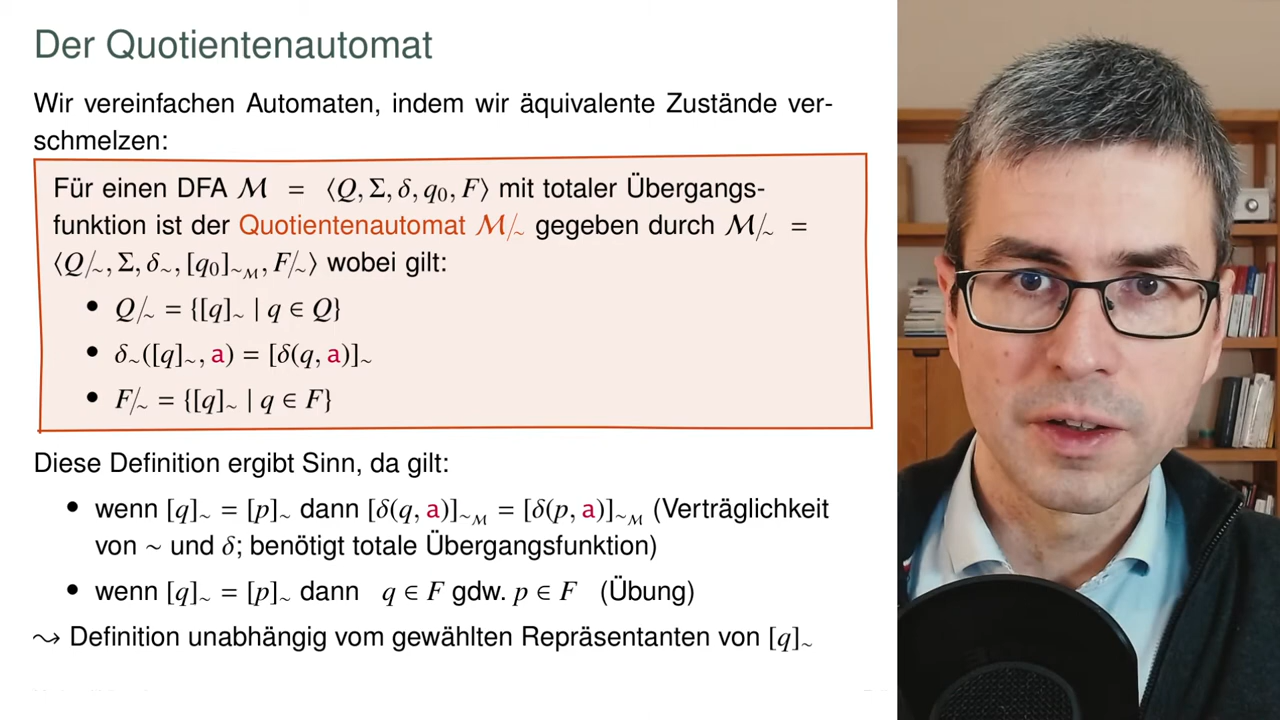 Der Quotientenautomat
Wir vereinfachen Automaten, indem wir äquivalente Zustände ver-
schmelzen:
Für einen DFA ℳ = ⟨Q, Σ, δ, q₀, F⟩ mit totaler Übergangs-
funktion ist der Quotientenautomat ℳ/∼ gegeben durch ℳ/∼ =
⟨Q/∼, Σ, δ∼, [q₀]∼ℳ, F/∼⟩ wobei gilt:
• Q/∼ = {[q]∼ | q ∈ Q}
• δ∼([q]∼, a) = [δ(q, a)]∼
• F/∼ = {[q]∼ | q ∈ F}
Diese Definition ergibt Sinn, da gilt:
• wenn [q]∼ = [p]∼ dann [δ(q, a)]∼ℳ = [δ(p, a)]∼ℳ (Verträglichkeit
von ∼ und δ; benötigt totale Übergangsfunktion)
• wenn [q]∼ = [p]∼ dann q ∈ F gdw. p ∈ F (Übung)
⇝ Definition unabhängig vom gewählten Repräsentanten von [q]∼